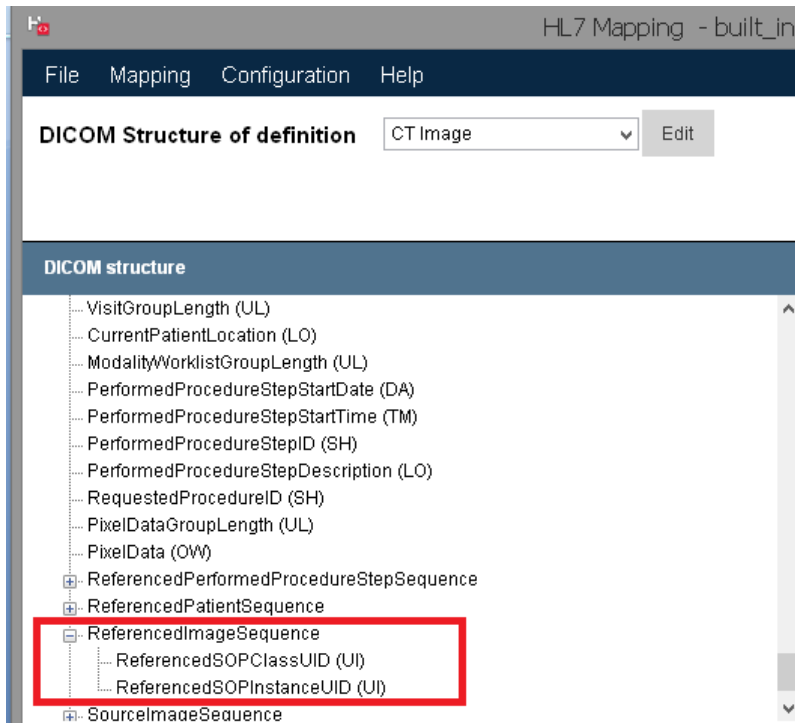 HL7 Mapping - built_in
File Mapping Configuration Help
DICOM Structure of definition CT Image Edit
DICOM structure
VisitGroupLength (UL)
CurrentPatientLocation (LO)
ModalityWorklistGroupLength (UL)
PerformedProcedureStepStartDate (DA)
PerformedProcedureStepStartTime (TM)
PerformedProcedureStepID (SH)
PerformedProcedureStepDescription (LO)
RequestedProcedureID (SH)
PixelDataGroupLength (UL)
PixelData (OW)
ReferencedPerformedProcedureStepSequence
ReferencedPatientSequence
ReferencedImageSequence
ReferencedSOPClassUID (UI)
ReferencedSOPInstanceUID (UI)
SourceImageSequence